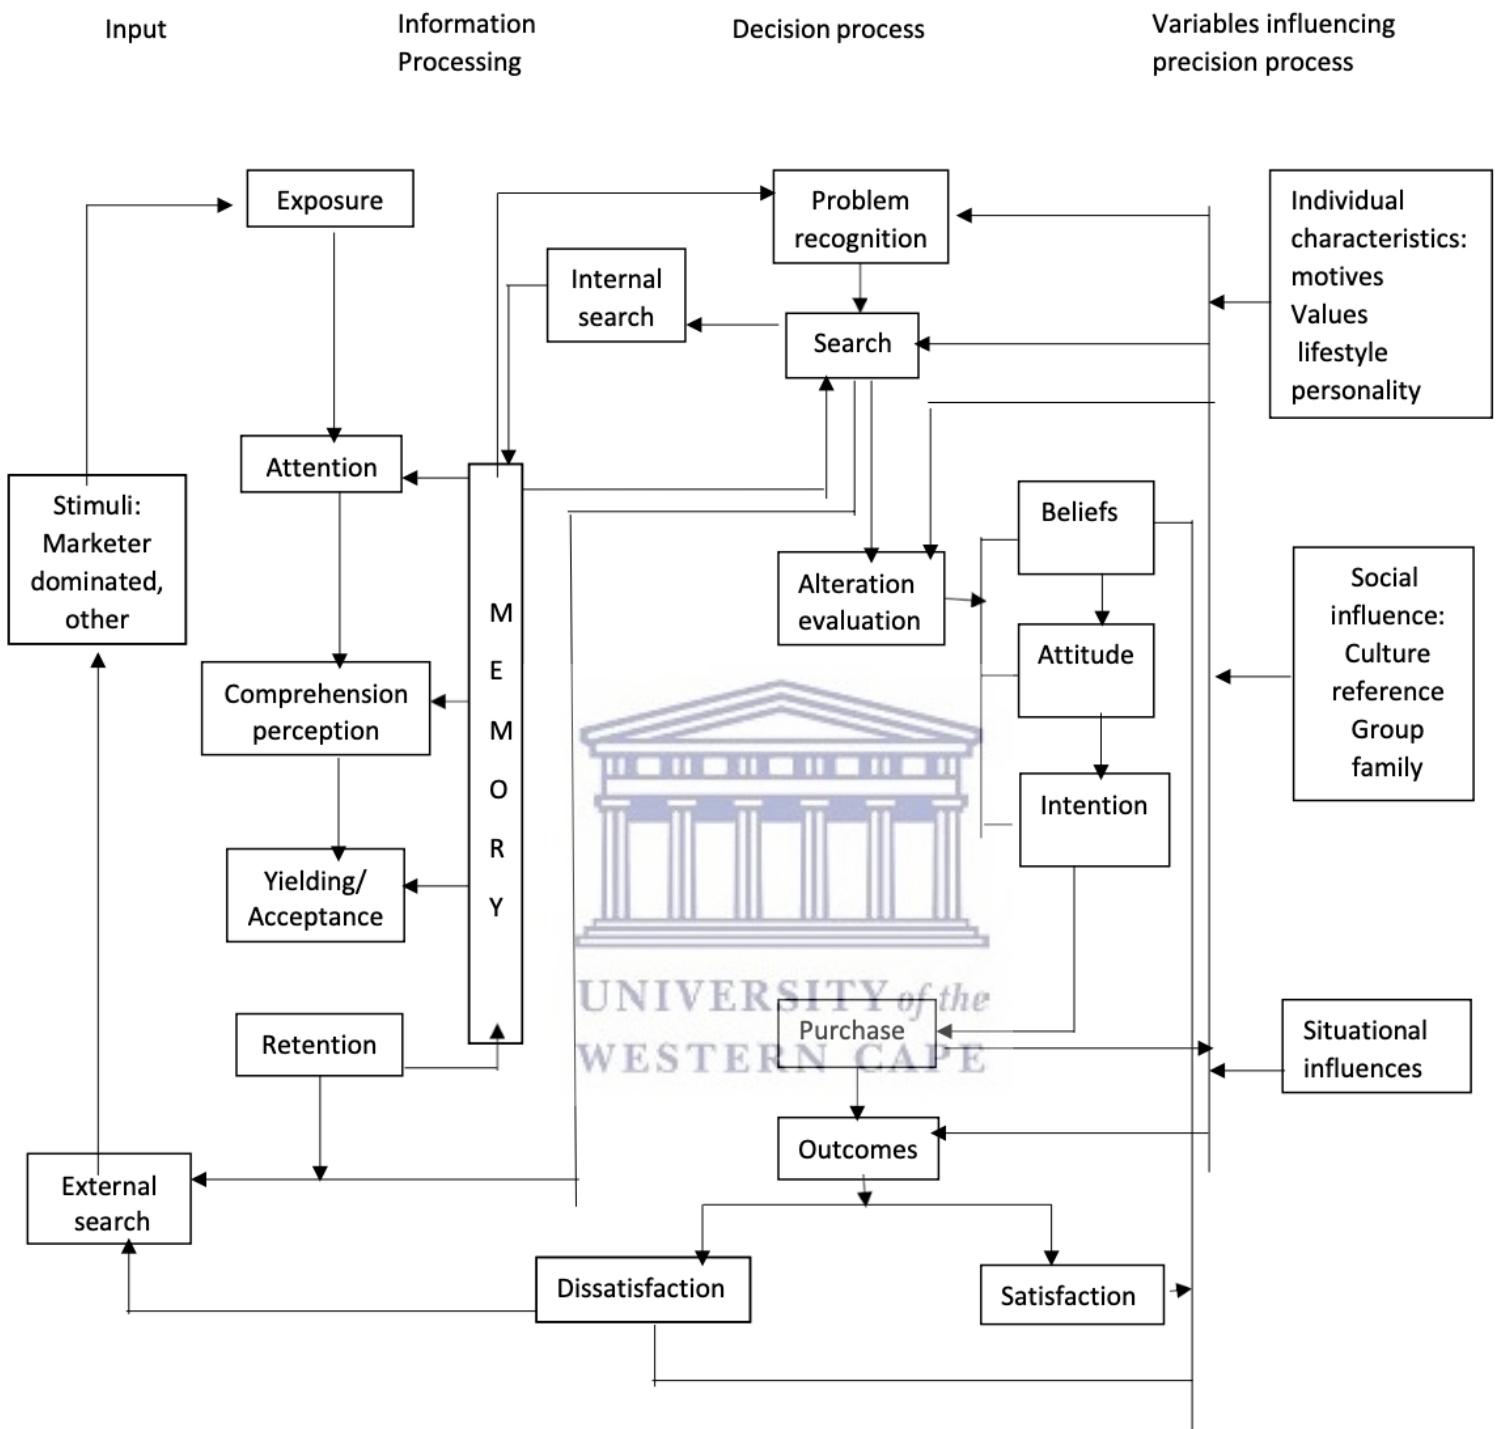 Input
Information
Processing
Decision process
Variables influencing
precision process
Exposure
Attention
Stimuli:
Marketer
dominated,
other
Comprehension
perception
Yielding/
Acceptance
Retention
External
search
M
E
M
O
R
Y
Internal
search
Problem
recognition
Search
Alteration
evaluation
Beliefs
Attitude
Intention
UNIVERSITY of the
WESTERN CAPE
Purchase
Outcomes
Dissatisfaction
Satisfaction
Individual
characteristics:
motives
Values
lifestyle
personality
Social
influence:
Culture
reference
Group
family
Situational
influences